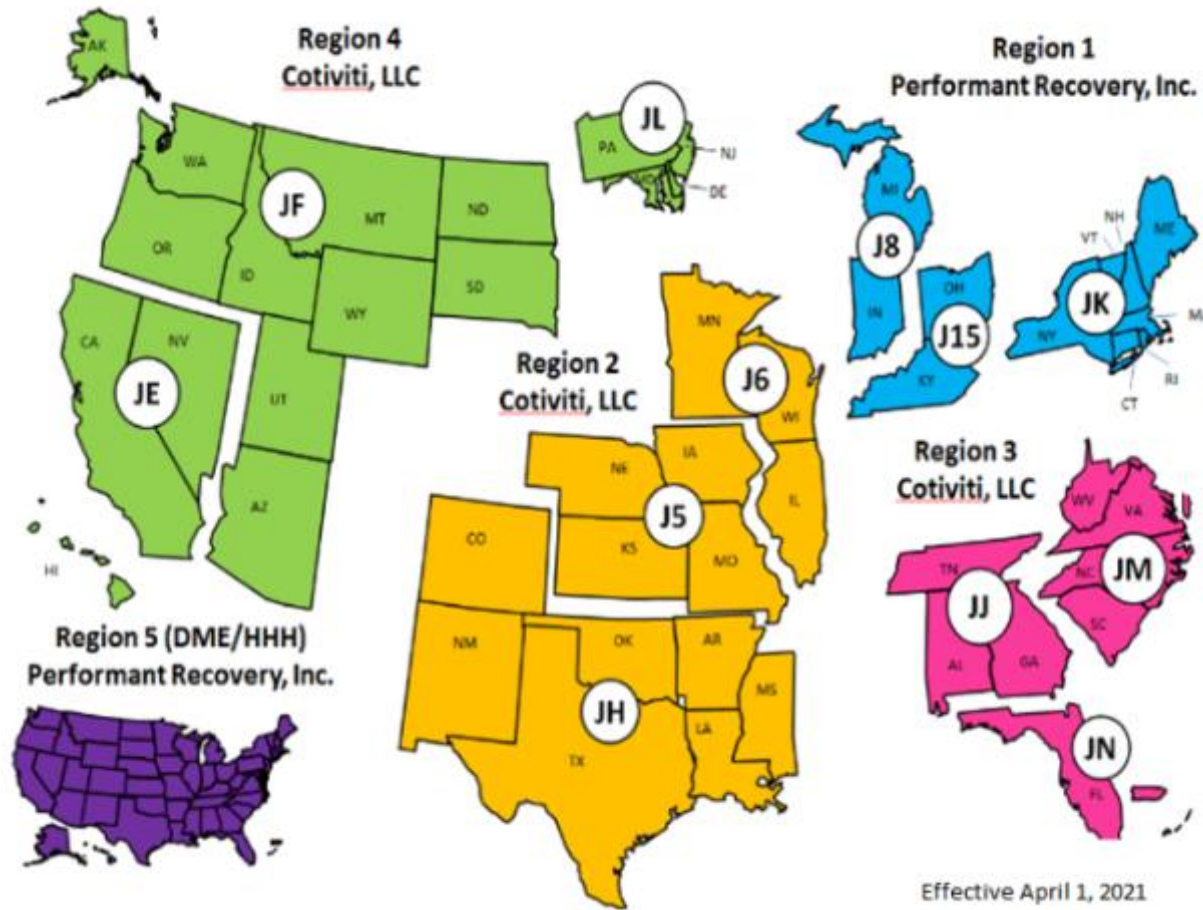 Region 4
Cotiviti, LLC
AK
WA
OR
ID
MT
ND
SD
WY
JF
CA
NV
UT
AZ
HI
JE
JL
PA
NJ
DE
Region 1
Performant Recovery, Inc.
MI
J8
IN
OH
J15
KY
NH
VT
ME
JK
NY
RI
CT
Region 2
Cotiviti, LLC
MN
J6
WI
IL
NE
IA
J5
KS
MO
CO
NM
OK
AR
MS
JH
LA
TX
Region 3
Cotiviti, LLC
WV
VA
JM
NC
SC
TN
JJ
AL
GA
JN
FL
Region 5 (DME/HHH)
Performant Recovery, Inc.
Effective April 1, 2021